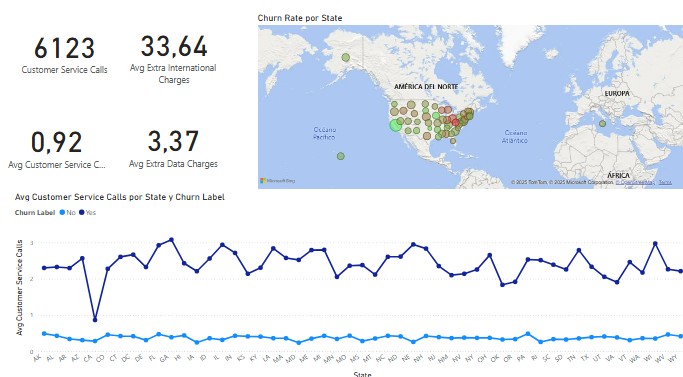 6123
Customer Service Calls
33,64
Avg Extra International
Charges
0,92
Avg Customer Service C...
3,37
Avg Extra Data Charges
Churn Rate por State
AMÉRICA DEL NORTE
EUROPA
ÁFRICA
Océano
Pacífico
Océano
Atlántico
Microsoft Bing
© 2025 TomTom, © 2025 Microsoft Corporation, © OpenStreetMap Terms
Avg Customer Service Calls por State y Churn Label
Churn Label No Yes
Avg Customer Service Calls
3
2
1
0
AK AL AR AZ CA CO CT DC DE FL GA HI IA ID IL IN KS KY LA MA MD ME MI MN MO MS MT NC ND NE NH NJ NM NV NY OH OK OR PA RI SC SD TN TX UT VA VT WA WI WV WY
State